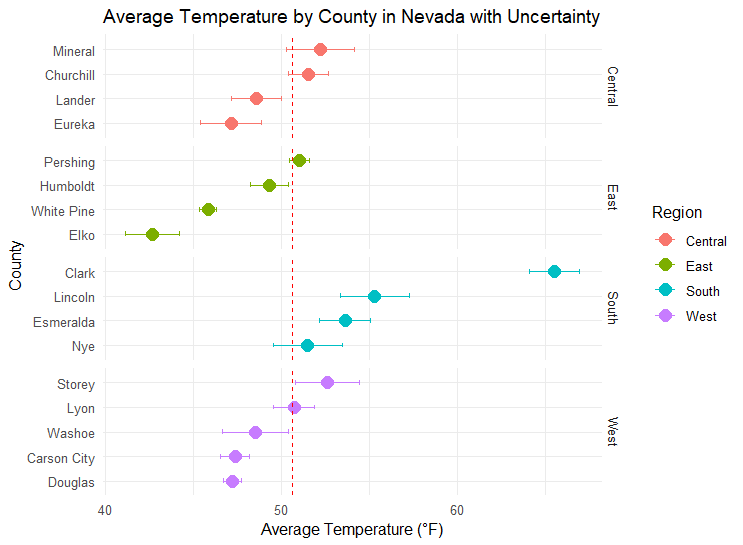 Average Temperature by County in Nevada with Uncertainty
Mineral
Churchill
Lander
Eureka
Central
Pershing
Humboldt
White Pine
Elko
East
Clark
Lincoln
Esmeralda
Nye
South
Storey
Lyon
Washoe
Carson City
Douglas
West
County
40 50 60
Average Temperature (°F)
Region
Central
East
South
West